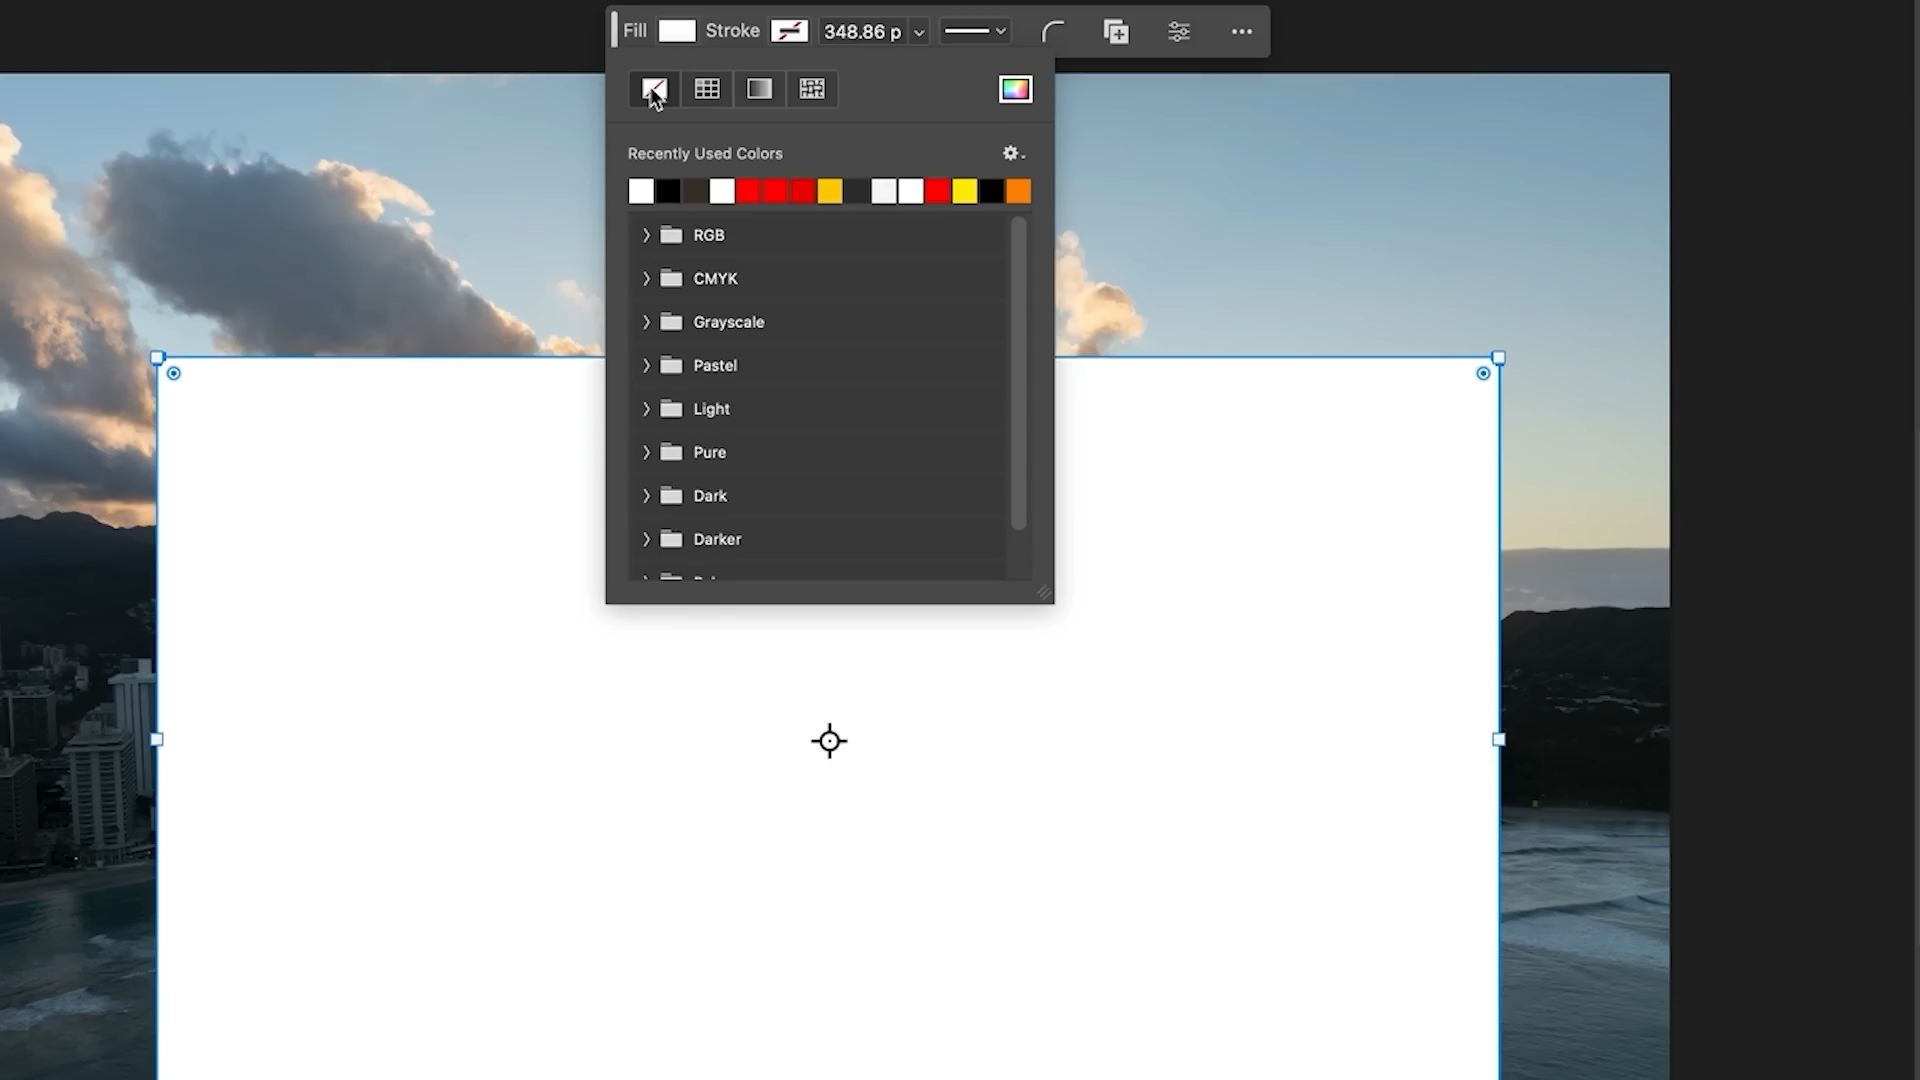 Fill Stroke 348.86 p
Recently Used Colors
RGB
CMYK
Grayscale
Pastel
Light
Pure
Dark
Darker